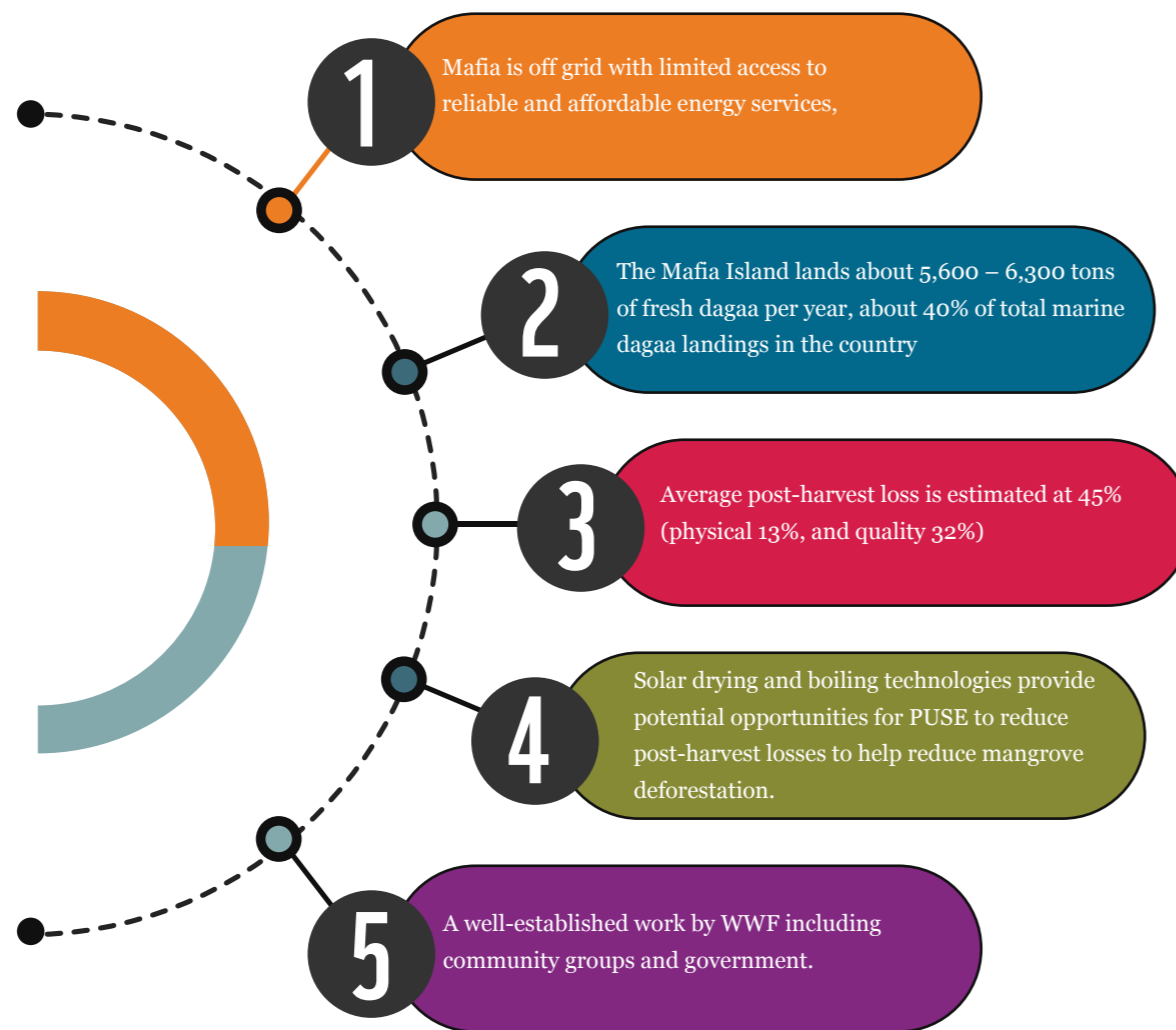 1
Mafia is off grid with limited access to
reliable and affordable energy services,
2
The Mafia Island lands about 5,600 – 6,300 tons
of fresh dagaa per year, about 40% of total marine
dagaa landings in the country
3
Average post-harvest loss is estimated at 45%
(physical 13%, and quality 32%)
4
Solar drying and boiling technologies provide
potential opportunities for PUSE to reduce
post-harvest losses to help reduce mangrove
deforestation.
5
A well-established work by WWF including
community groups and government.